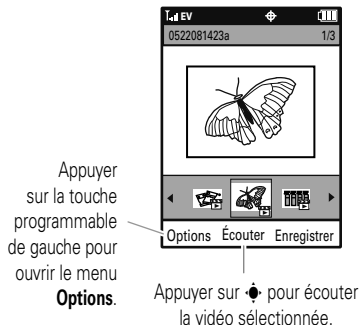 EV
0522081423a 1/3
Options Écouter Enregistrer
Appuyer
sur la touche
programmable
de gauche pour
ouvrir le menu
Options.
Appuyer sur pour écouter
la vidéo sélectionnée.